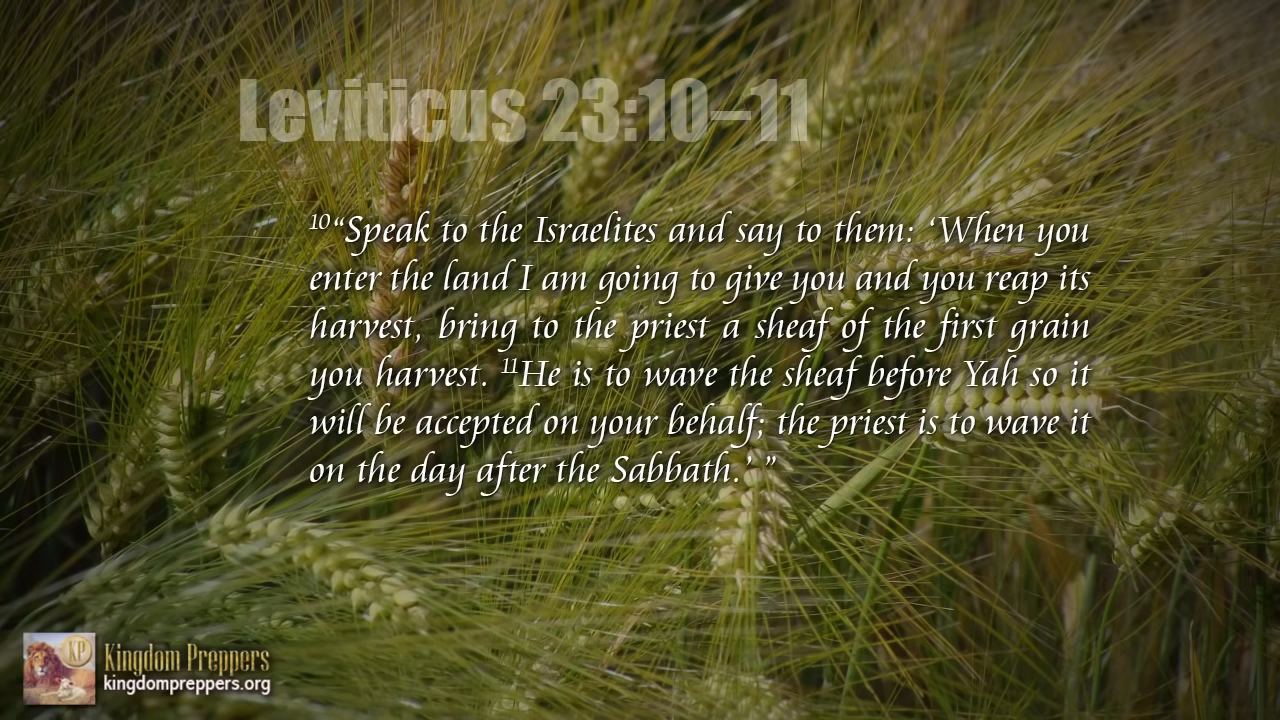 Leviticus 23:10–11
¹⁰“Speak to the Israelites and say to them: ‘When you
enter the land I am going to give you and you reap its
harvest, bring to the priest a sheaf of the first grain
you harvest. ¹¹He is to wave the sheaf before Yah so it
will be accepted on your behalf; the priest is to wave it
on the day after the Sabbath.’ ”
KP
Kingdom Preppers
kingdompreppers.org